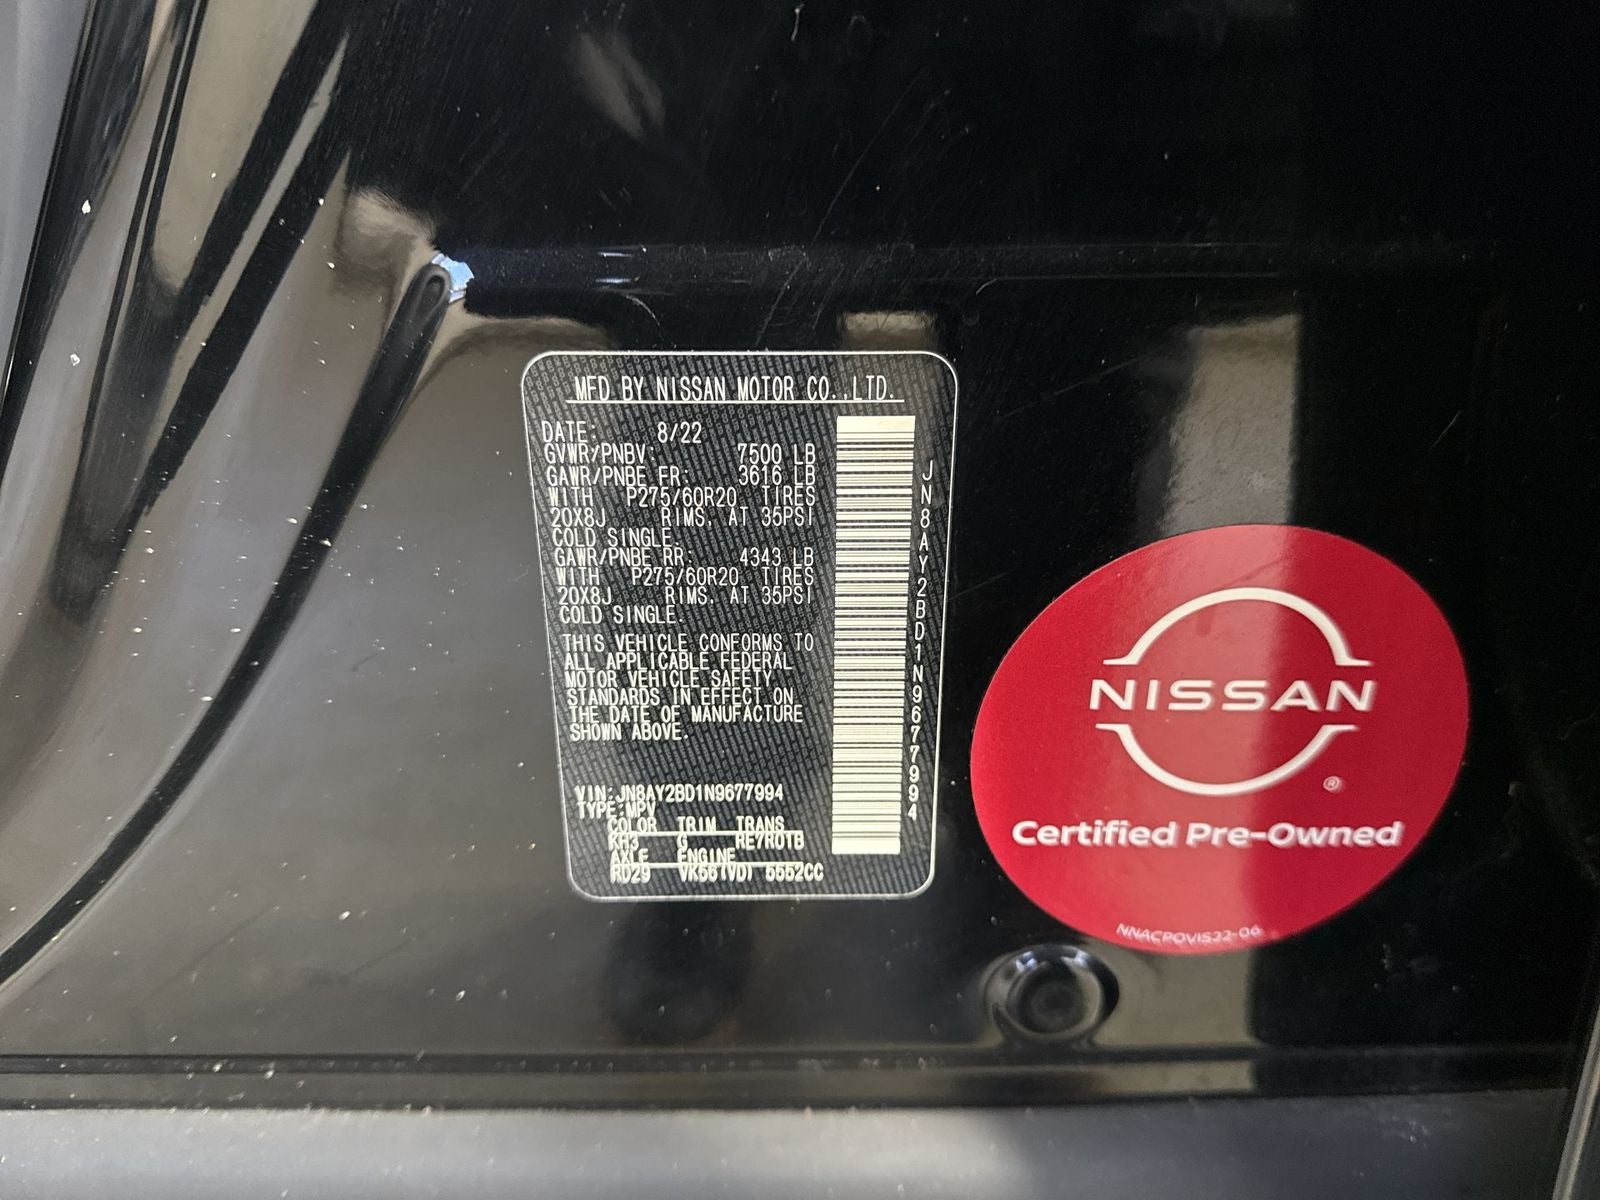 MFD BY NISSAN MOTOR CO.,LTD.
DATE: 8/22
GVWR/PNBV: 7500 LB
GAWR/PNBE FR: 3616 LB
WITH P275/60R20 TIRES
20X8J RIMS, AT 35PSI
COLD SINGLE.
GAWR/PNBE RR: 4343 LB
WITH P275/60R20 TIRES
20X8J RIMS, AT 35PSI
COLD SINGLE.
THIS VEHICLE CONFORMS TO
ALL APPLICABLE FEDERAL
MOTOR VEHICLE SAFETY
STANDARDS IN EFFECT ON
THE DATE OF MANUFACTURE
SHOWN ABOVE.
VIN:JN8AY2BD1N9677994
TYPE:MPV
COLOR TRIM TRANS
KH3 G RE7R01B
AXLE ENGINE
RD29 VK56(VD) 5552CC
JN8AY2BD1N9677994
NISSAN
®
Certified Pre-Owned
NNACPOVIS22-06